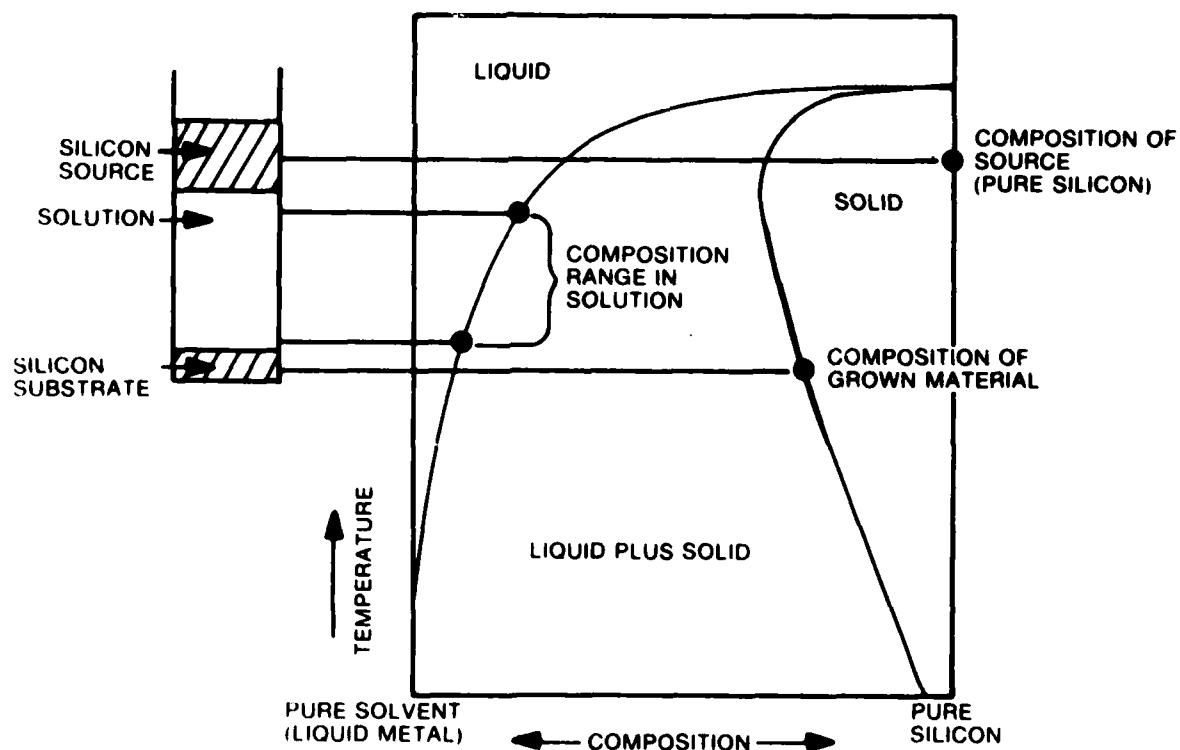 LIQUID
SILICON
SOURCE
SOLUTION
SILICON
SUBSTRATE
COMPOSITION OF
SOURCE
(PURE SILICON)
SOLID
COMPOSITION
RANGE IN
SOLUTION
COMPOSITION OF
GROWN MATERIAL
LIQUID PLUS SOLID
TEMPERATURE
PURE SOLVENT
(LIQUID METAL)
COMPOSITION
PURE
SILICON